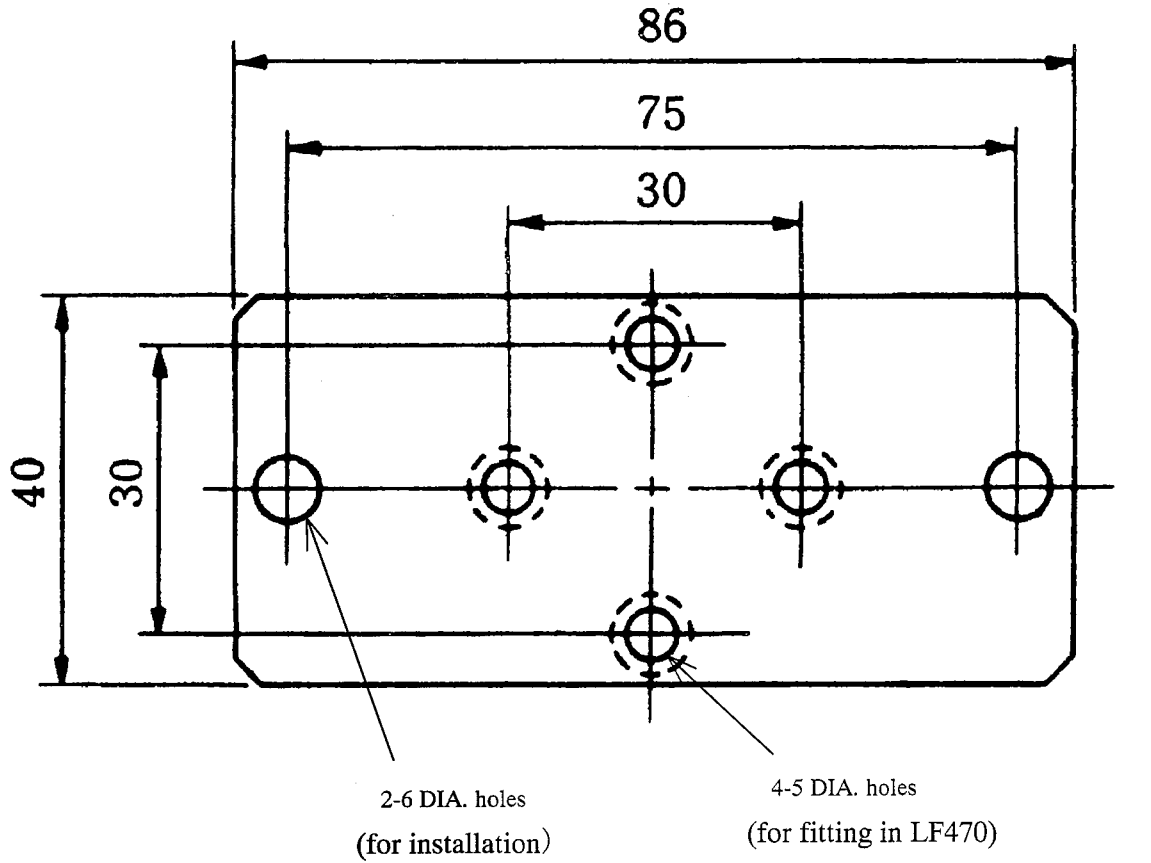 86
75
30
40
30
2-6 DIA. holes
(for installation)
4-5 DIA. holes
(for fitting in LF470)